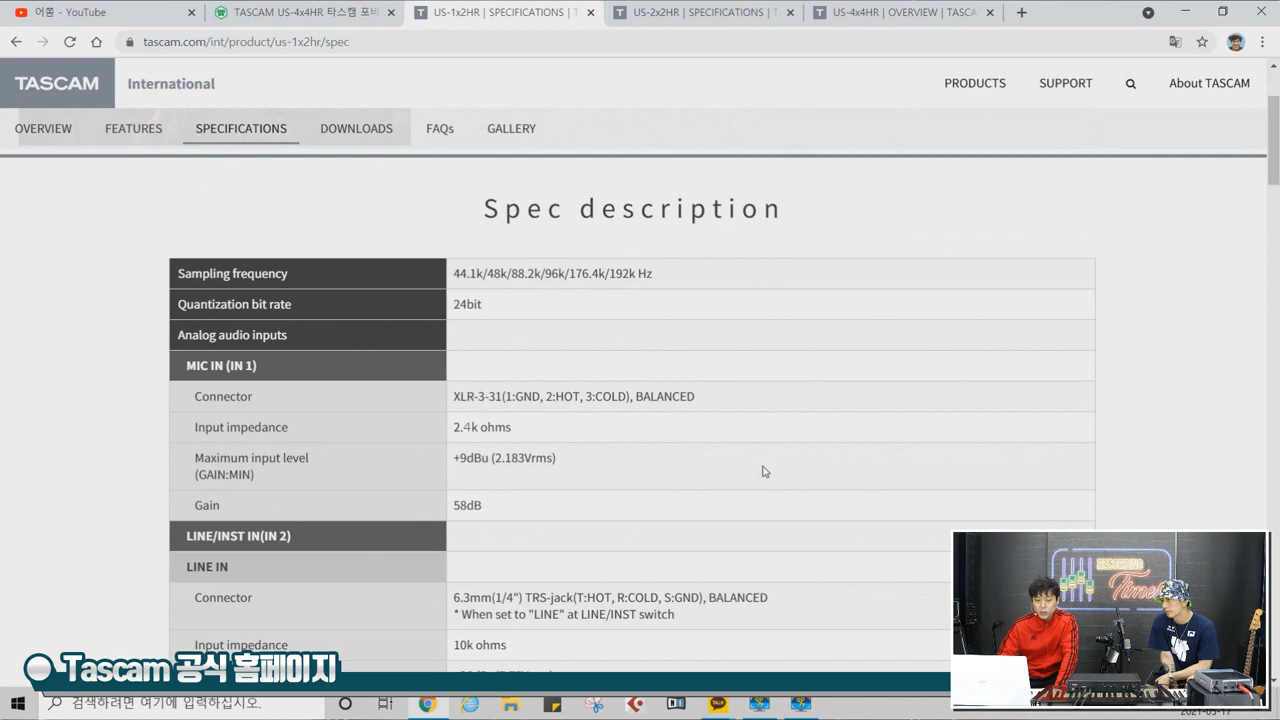 어쭘 - YouTube
TASCAM US-4x4HR 타스캠 포비
US-1x2HR | SPECIFICATIONS | T
US-2x2HR | SPECIFICATIONS | T
US-4x4HR | OVERVIEW | TASCA
tascam.com/int/product/us-1x2hr/spec
TASCAM
International
PRODUCTS
SUPPORT
About TASCAM
OVERVIEW
FEATURES
SPECIFICATIONS
DOWNLOADS
FAQs
GALLERY
Spec description
Sampling frequency 44.1k/48k/88.2k/96k/176.4k/192k Hz
Quantization bit rate 24bit
Analog audio inputs
MIC IN (IN 1)
Connector XLR-3-31(1:GND, 2:HOT, 3:COLD), BALANCED
Input impedance 2.4k ohms
Maximum input level +9dBu (2.183Vrms)
(GAIN:MIN)
Gain 58dB
LINE/INST IN(IN 2)
LINE IN
Connector 6.3mm(1/4") TRS-jack(T:HOT, R:COLD, S:GND), BALANCED
* When set to "LINE" at LINE/INST switch
Input impedance 10k ohms
Tascam 공식 홈페이지
검색하려면 여기에 입력하십시오.
2021-05-17